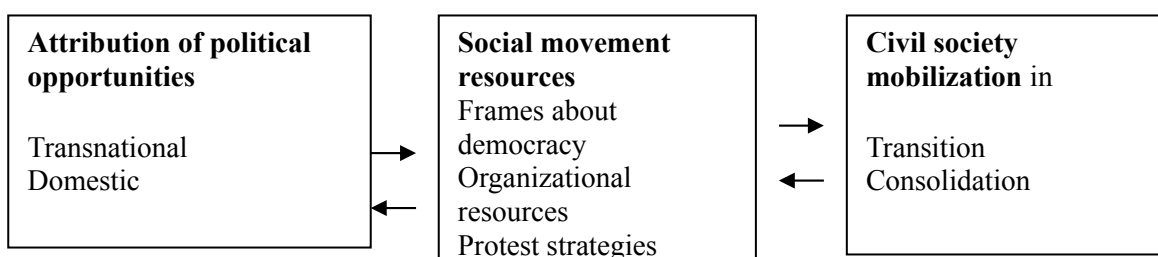 Attribution of political
opportunities
Transnational
Domestic
Social movement
resources
Frames about
democracy
Organizational
resources
Protest strategies
Civil society
mobilization in
Transition
Consolidation